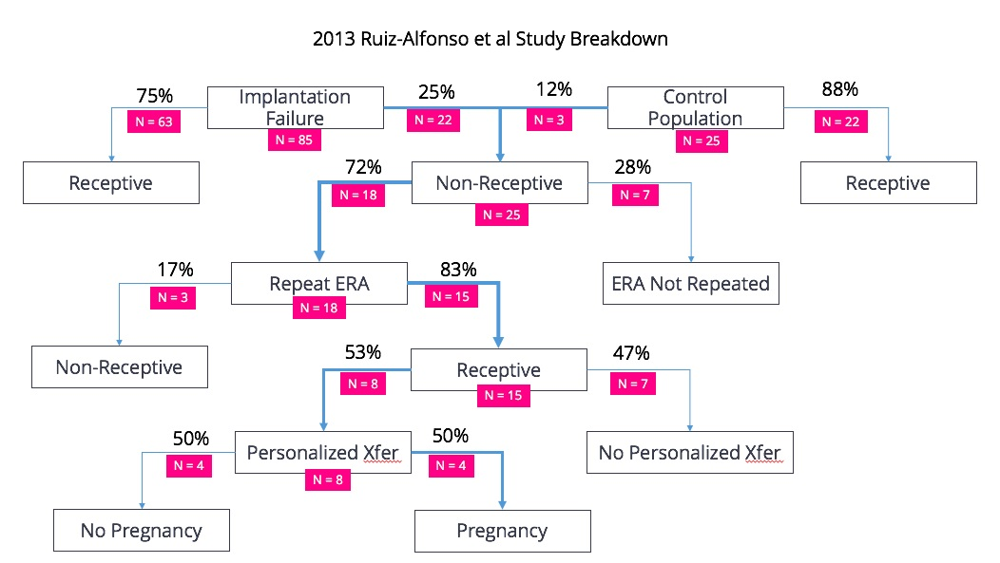 2013 Ruiz-Alfonso et al Study Breakdown
75%
N = 63
Implantation
Failure
N = 85
25%
N = 22
12%
N = 3
Control
Population
N = 25
88%
N = 22
Receptive
72%
N = 18
Non-Receptive
N = 25
28%
N = 7
Receptive
17%
N = 3
Repeat ERA
N = 18
83%
N = 15
ERA Not Repeated
Non-Receptive
53%
N = 8
Receptive
N = 15
47%
N = 7
50%
N = 4
Personalized Xfer
N = 8
50%
N = 4
No Personalized Xfer
No Pregnancy
Pregnancy